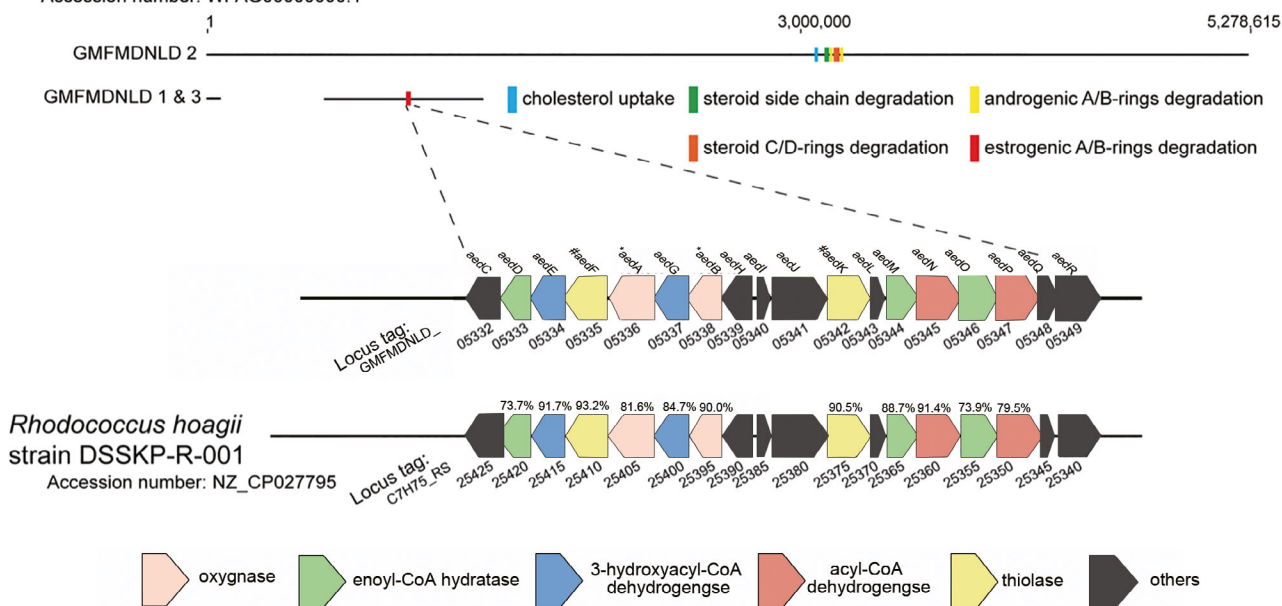 1 3,000,000 5,278,615
GMFMDNLD 2
GMFMDNLD 1 & 3
cholesterol uptake steroid side chain degradation androgenic A/B-rings degradation
steroid C/D-rings degradation estrogenic A/B-rings degradation
aedC aedD aedE #aedF *aedA aedG *aedB aedH aedI aedJ #aedK aedL aedM aedN aedO aedP aedQ aedR
Locus tag:
GMFMDNLD_
05332 05333 05334 05335 05336 05337 05338 05339 05340 05341 05342 05343 05344 05345 05346 05347 05348 05349
73.7% 91.7% 93.2% 81.6% 84.7% 90.0% 90.5% 88.7% 91.4% 73.9% 79.5%
Rhodococcus hoagii
strain DSSKP-R-001
Accession number: NZ_CP027795
Locus tag:
C7H75_RS
25425 25420 25415 25410 25405 25400 25395 25390 25385 25380 25375 25370 25365 25360 25355 25350 25345 25340
oxygnase enoyl-CoA hydratase 3-hydroxyacyl-CoA
dehydrogengse acyl-CoA
dehydrogengse thiolase others